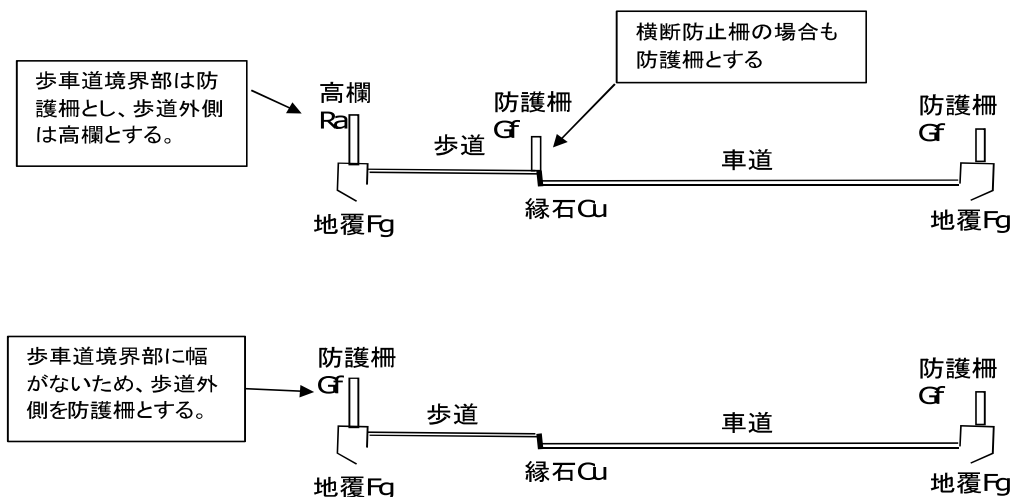 横断防止柵の場合も
防護柵とする
歩車道境界部は防
護柵とし、歩道外側
は高欄とする。
高欄
Ra
防護柵
Gf
防護柵
Gf
歩道
車道
縁石Cu
地覆Fg
地覆Fg
歩車道境界部に幅
がないため、歩道外
側を防護柵とする。
防護柵
Gf
防護柵
Gf
歩道
車道
縁石Cu
地覆Fg
地覆Fg